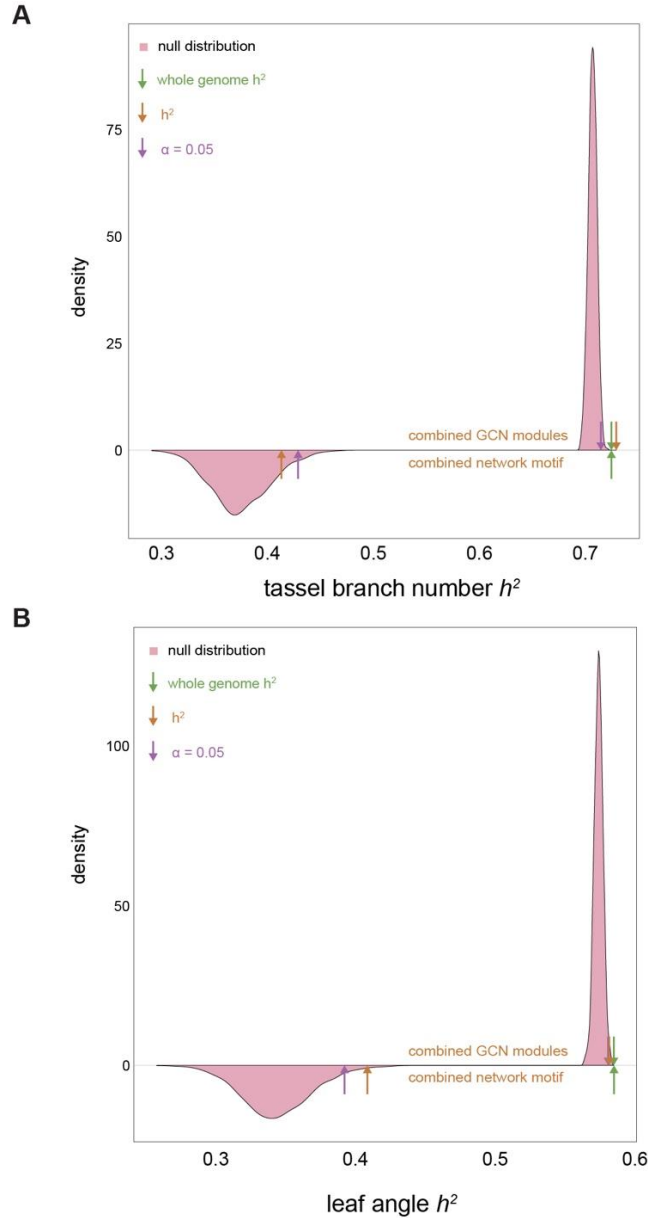 A
null distribution
whole genome h²
h²
α = 0.05
75
50
25
0
density
combined GCN modules
combined network motif
0.3 0.4 0.5 0.6 0.7
tassel branch number h²
B
null distribution
whole genome h²
h²
α = 0.05
100
50
0
density
combined GCN modules
combined network motif
0.3 0.4 0.5 0.6
leaf angle h²